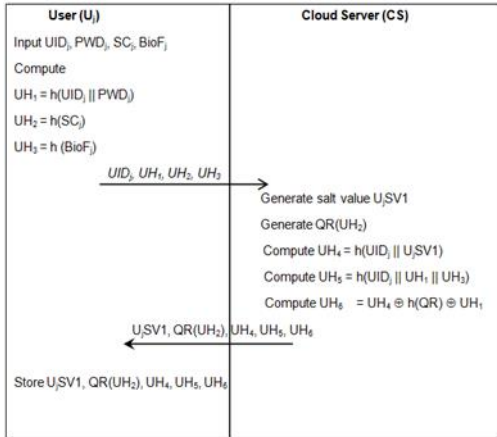 User (Uⱼ)
Input UIDⱼ, PWDⱼ, SCⱼ, BioFⱼ
Compute
UH₁ = h(UIDⱼ || PWDⱼ)
UH₂ = h(SCⱼ)
UH₃ = h (BioFⱼ)
UIDⱼ, UH₁, UH₂, UH₃
Cloud Server (CS)
Generate salt value UⱼSV1
Generate QR(UH₂)
Compute UH₄ = h(UIDⱼ || UⱼSV1)
Compute UH₅ = h(UIDⱼ || UH₁ || UH₃)
Compute UH₆ = UH₄ ⊕ h(QR) ⊕ UH₁
UⱼSV1, QR(UH₂), UH₄, UH₅, UH₆
Store UⱼSV1, QR(UH₂), UH₄, UH₅, UH₆